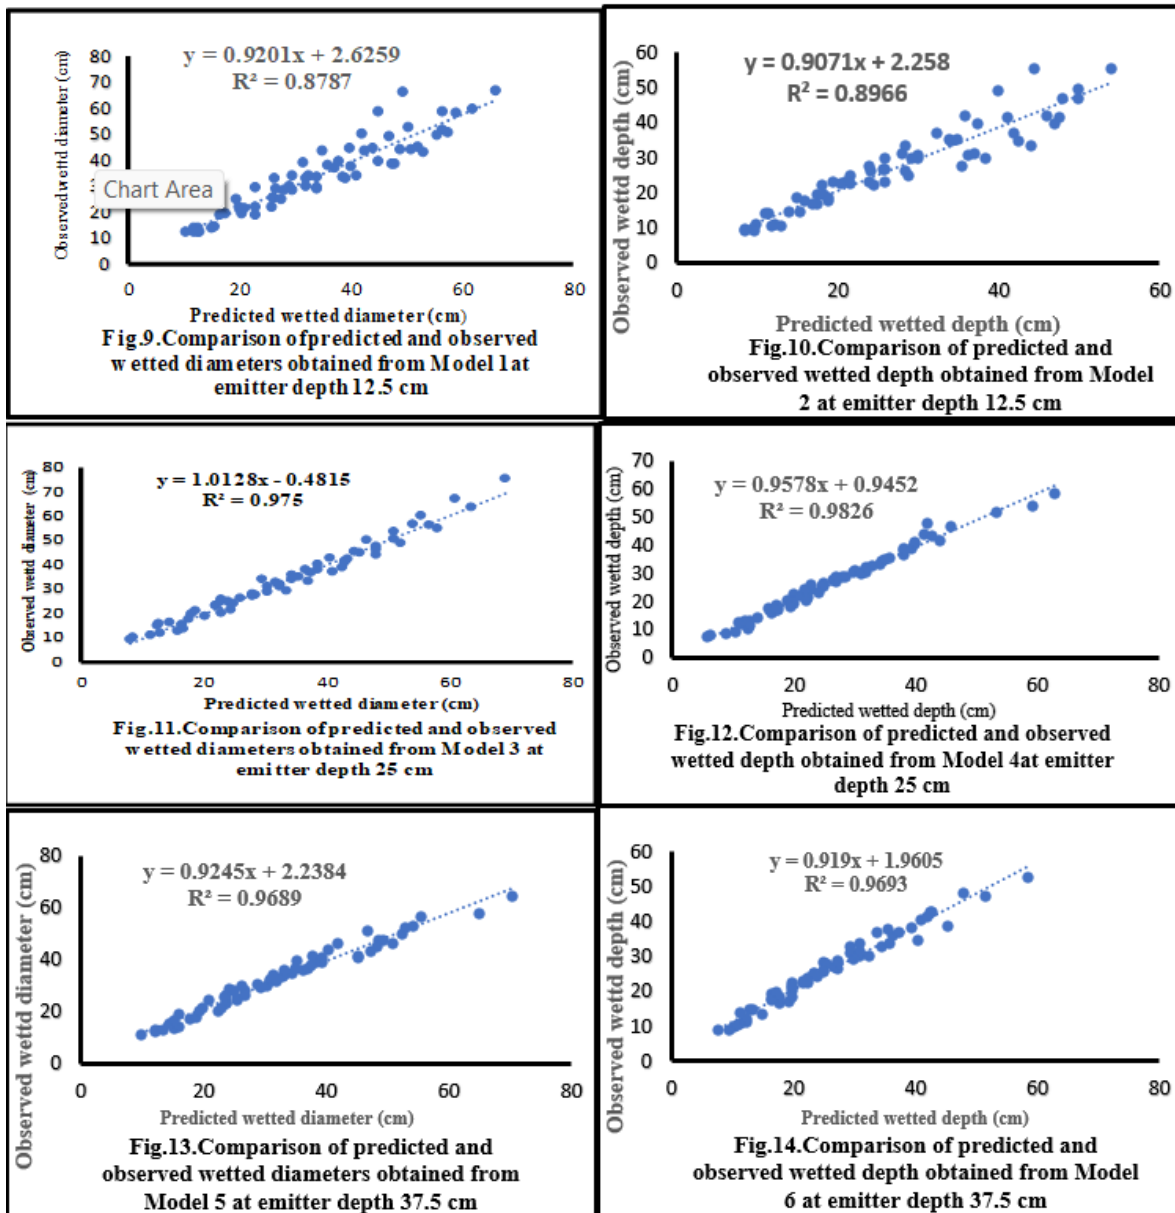 y = 0.9201x + 2.6259
R² = 0.8787
Observed wettd diameter (cm)
80
70
60
50
40
30
20
10
0
Chart Area
0 20 40 60 80
Predicted wetted diameter (cm)
Fig.9.Comparison of predicted and observed
wetted diameters obtained from Model 1at
emitter depth 12.5 cm
y = 0.9071x + 2.258
R² = 0.8966
Observed wettd depth (cm)
60
50
40
30
20
10
0
0 20 40 60
Predicted wetted depth (cm)
Fig.10.Comparison of predicted and
observed wetted depth obtained from Model
2 at emitter depth 12.5 cm
y = 1.0128x - 0.4815
R² = 0.975
Observed wettd diameter (cm)
80
70
60
50
40
30
20
10
0
0 20 40 60 80
Predicted wetted diameter (cm)
Fig.11.Comparison of predicted and observed
wetted diameters obtained from Model 3 at
emitter depth 25 cm
y = 0.9578x + 0.9452
R² = 0.9826
Observed wettd depth (cm)
70
60
50
40
30
20
10
0
0 20 40 60 80
Predicted wetted depth (cm)
Fig.12.Comparison of predicted and observed
wetted depth obtained from Model 4at emitter
depth 25 cm
y = 0.9245x + 2.2384
R² = 0.9689
Observed wettd diameter (cm)
80
60
40
20
0
0 20 40 60 80
Predicted wetted diameter (cm)
Fig.13.Comparison of predicted and
observed wetted diameters obtained from
Model 5 at emitter depth 37.5 cm
y = 0.919x + 1.9605
R² = 0.9693
Observed wettd depth (cm)
60
50
40
30
20
10
0
0 20 40 60 80
Predicted wetted depth (cm)
Fig.14.Comparison of predicted and
observed wetted depth obtained from Model
6 at emitter depth 37.5 cm